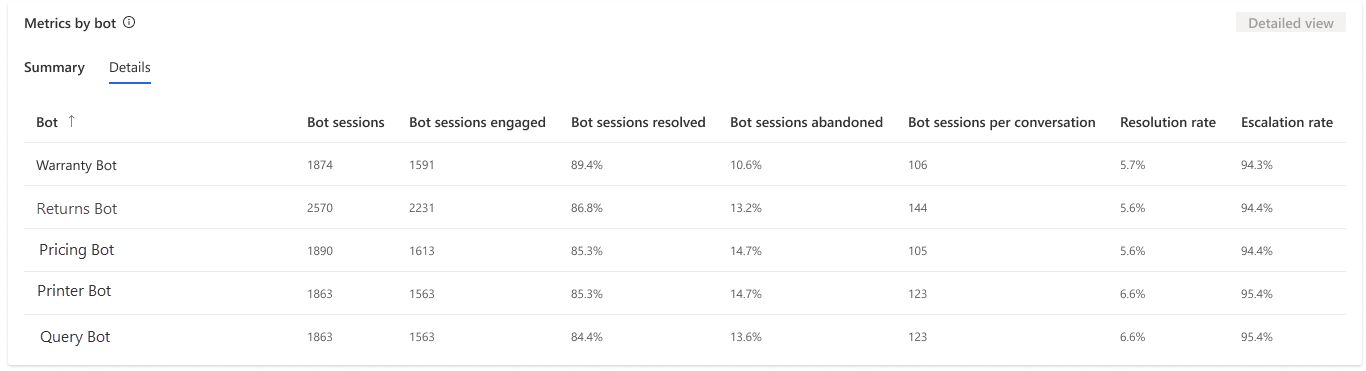 Metrics by bot
Detailed view
Summary Details
Bot ↑ Bot sessions Bot sessions engaged Bot sessions resolved Bot sessions abandoned Bot sessions per conversation Resolution rate Escalation rate
Warranty Bot 1874 1591 89.4% 10.6% 106 5.7% 94.3%
Returns Bot 2570 2231 86.8% 13.2% 144 5.6% 94.4%
Pricing Bot 1890 1613 85.3% 14.7% 105 5.6% 94.4%
Printer Bot 1863 1563 85.3% 14.7% 123 6.6% 95.4%
Query Bot 1863 1563 84.4% 13.6% 123 6.6% 95.4%